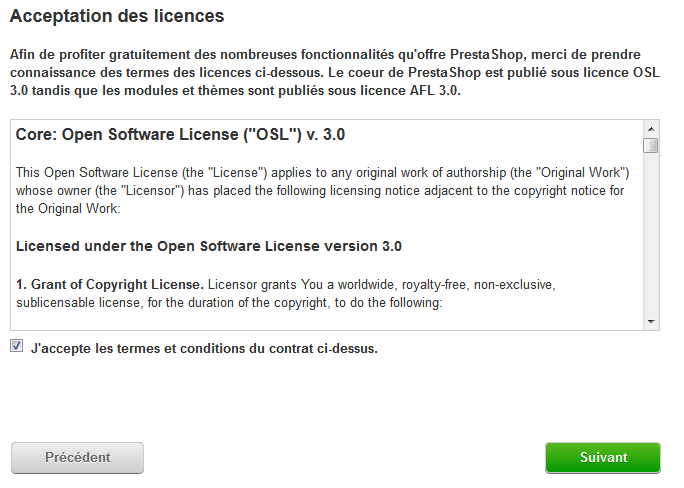 Acceptation des licences
Afin de profiter gratuitement des nombreuses fonctionnalités qu'offre PrestaShop, merci de prendre
connaissance des termes des licences ci-dessous. Le coeur de PrestaShop est publié sous licence OSL
3.0 tandis que les modules et thèmes sont publiés sous licence AFL 3.0.
Core: Open Software License ("OSL") v. 3.0
This Open Software License (the "License") applies to any original work of authorship (the "Original Work")
whose owner (the "Licensor") has placed the following licensing notice adjacent to the copyright notice for
the Original Work:
Licensed under the Open Software License version 3.0
1. Grant of Copyright License. Licensor grants You a worldwide, royalty-free, non-exclusive,
sublicensable license, for the duration of the copyright, to do the following:
J'accepte les termes et conditions du contrat ci-dessus.
Précédent
Suivant